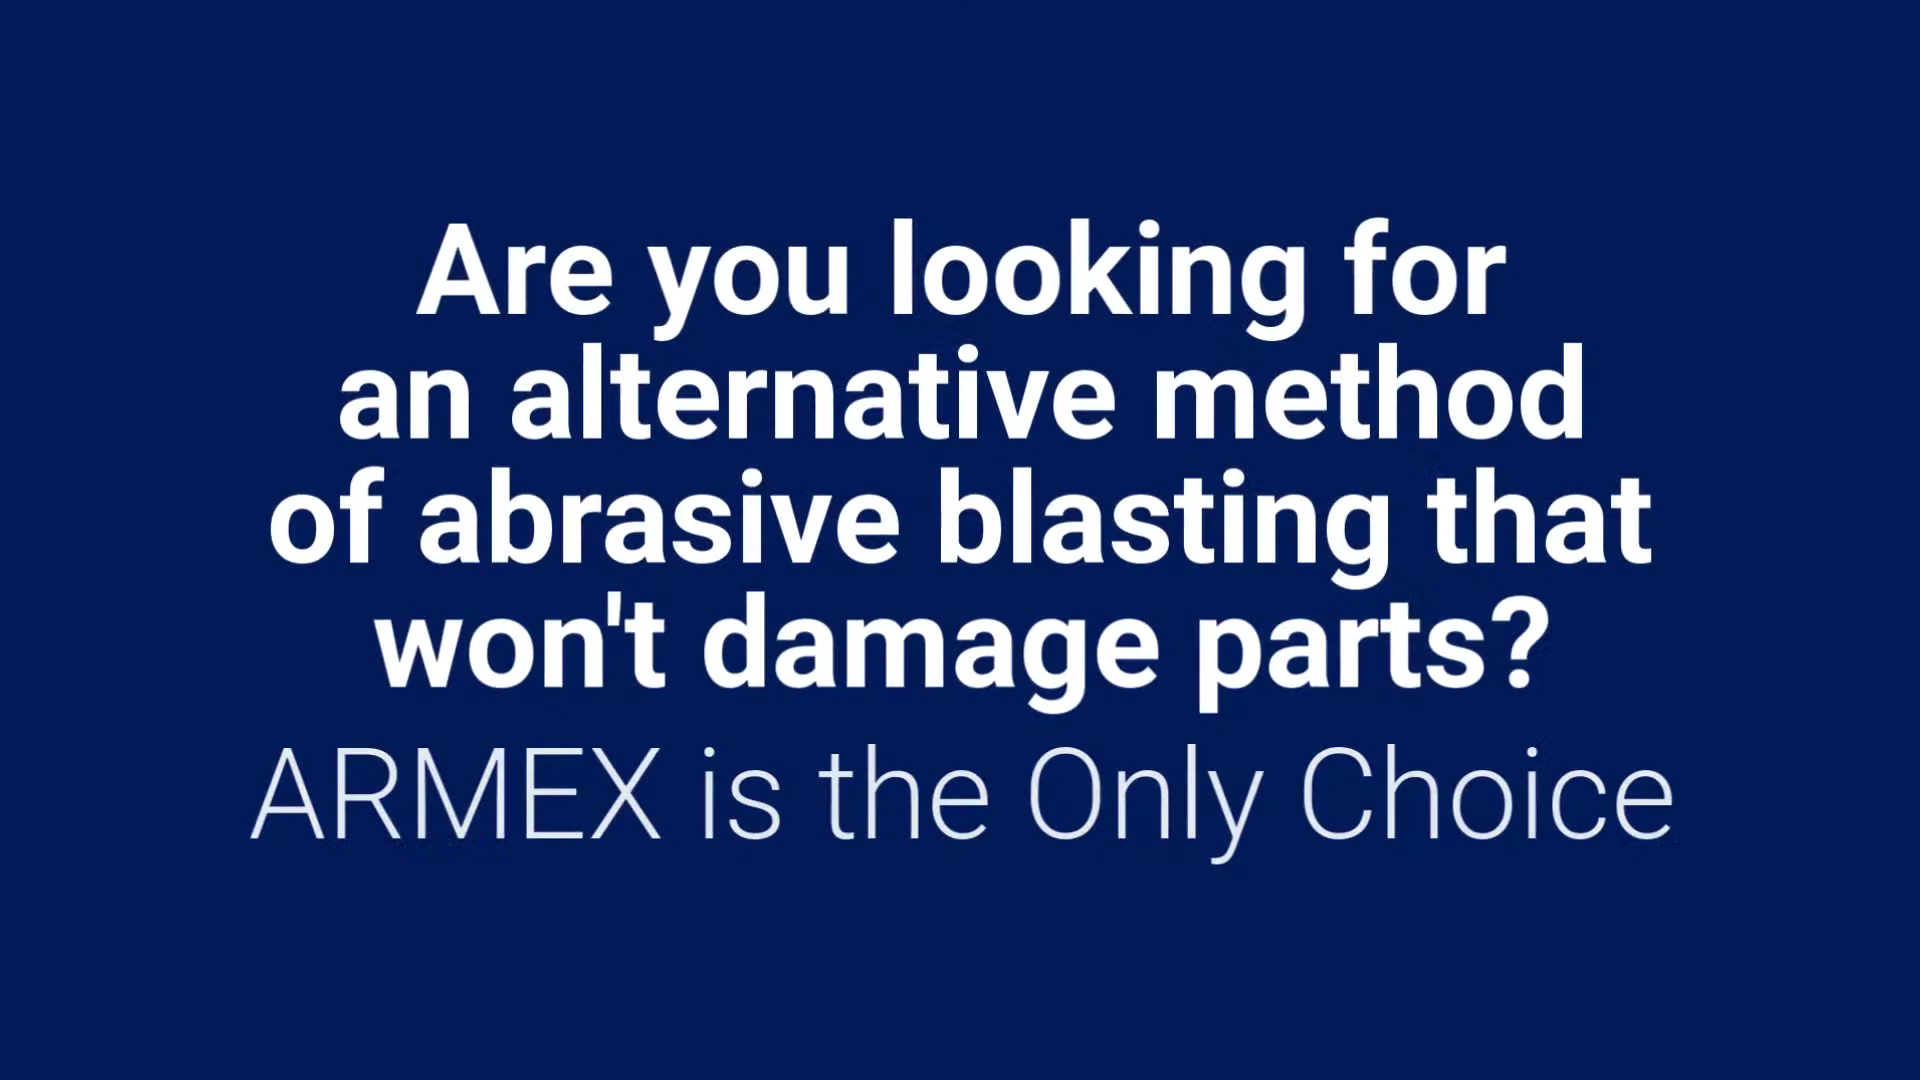 Are you looking for
an alternative method
of abrasive blasting that
won't damage parts?
ARMEX is the Only Choice